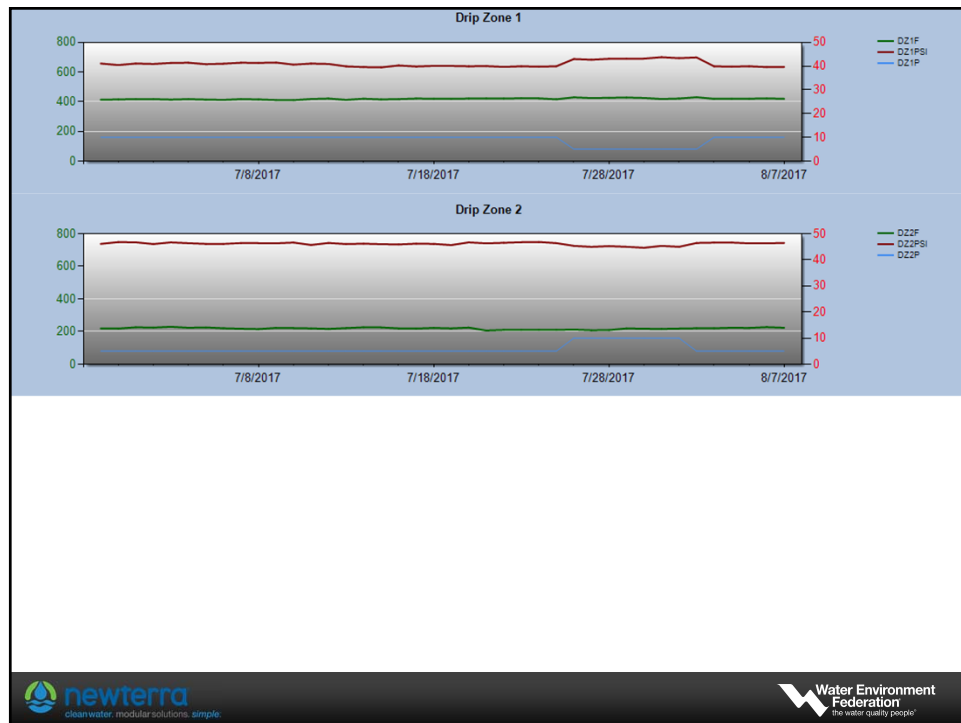 Drip Zone 1
800
600
400
200
0
50
40
30
20
10
0
DZ1F
DZ1PSI
DZ1P
7/8/2017 7/18/2017 7/28/2017 8/7/2017
Drip Zone 2
800
600
400
200
0
50
40
30
20
10
0
DZ2F
DZ2PSI
DZ2P
7/8/2017 7/18/2017 7/28/2017 8/7/2017
newterra
clean water. modular solutions. simple.
Water Environment
Federation®
the water quality people®